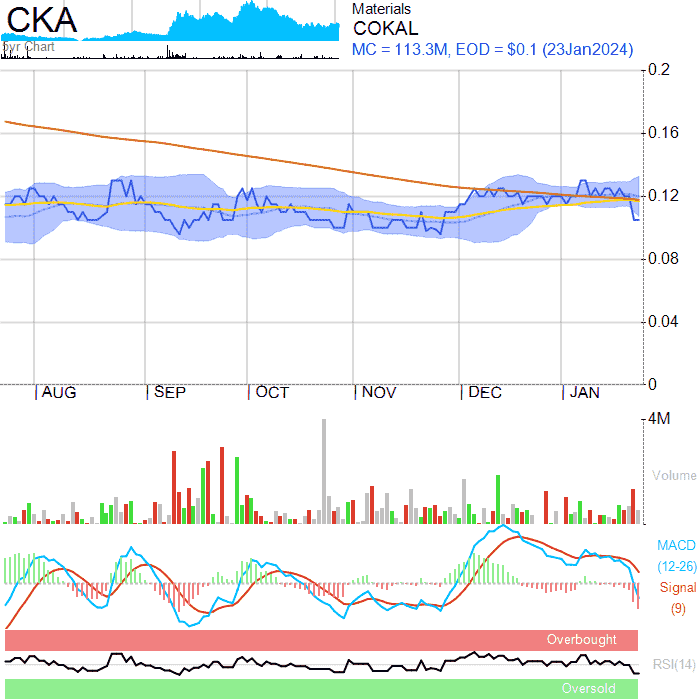 CKA
byr Chart
Materials
COKAL
MC = 113.3M, EOD = $0.1 (23Jan2024)
0.2
0.16
0.12
0.08
0.04
0
AUG SEP OCT NOV DEC JAN
4M
Volume
MACD
(12-26)
Signal
(9)
Overbought
RSI(14)
Oversold